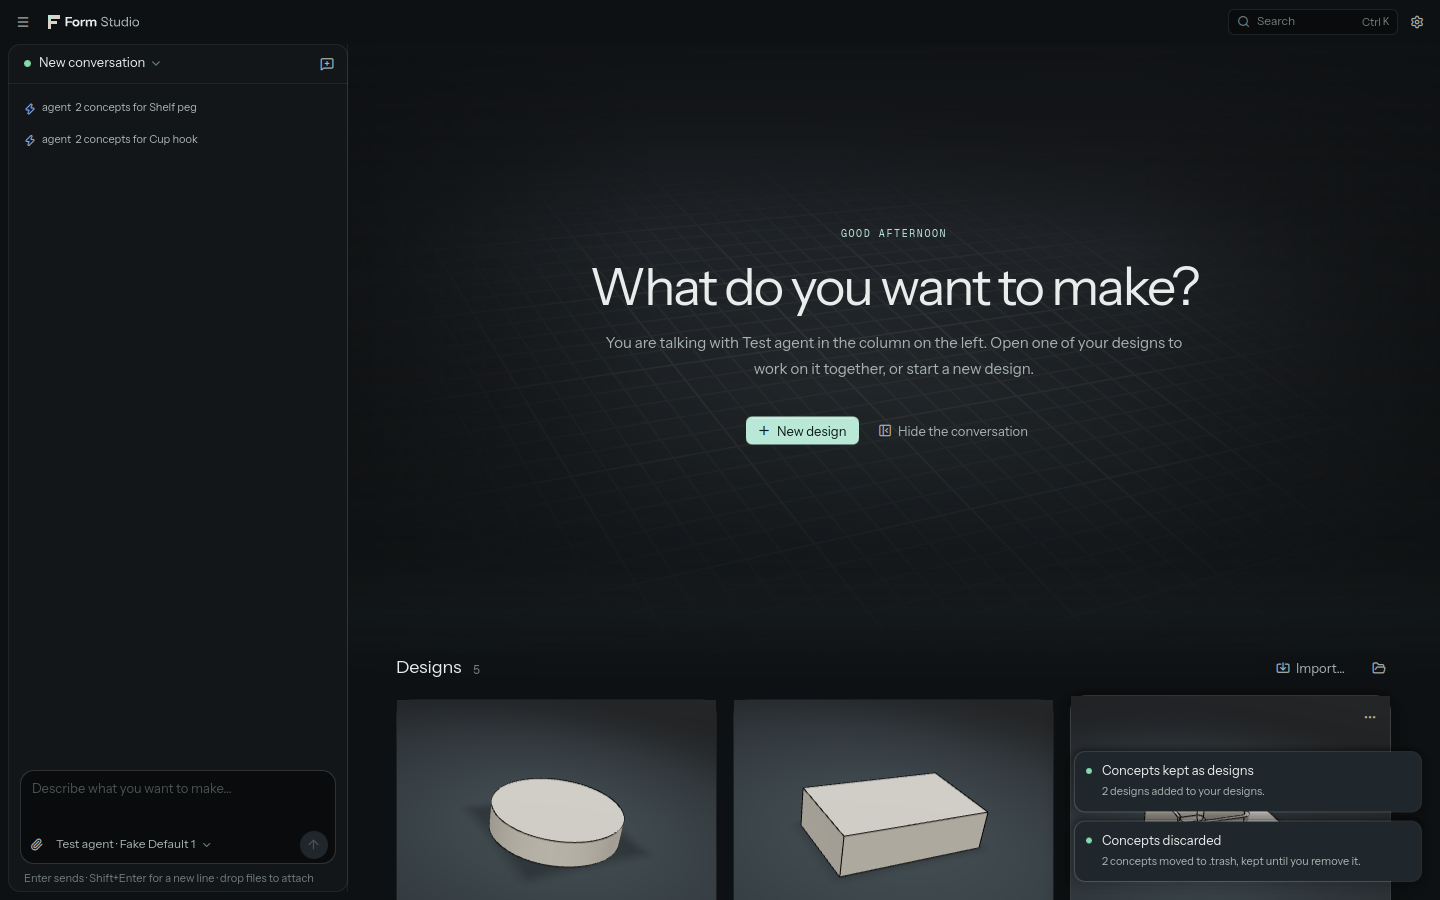 Form Studio
Search
Ctrl K
New conversation
agent 2 concepts for Shelf peg
agent 2 concepts for Cup hook
GOOD AFTERNOON
What do you want to make?
You are talking with Test agent in the column on the left. Open one of your designs to
work on it together, or start a new design.
New design
Hide the conversation
Designs 5
Import...
Concepts kept as designs
2 designs added to your designs.
Concepts discarded
2 concepts moved to .trash, kept until you remove it.
Describe what you want to make...
Test agent · Fake Default 1
Enter sends · Shift+Enter for a new line · drop files to attach